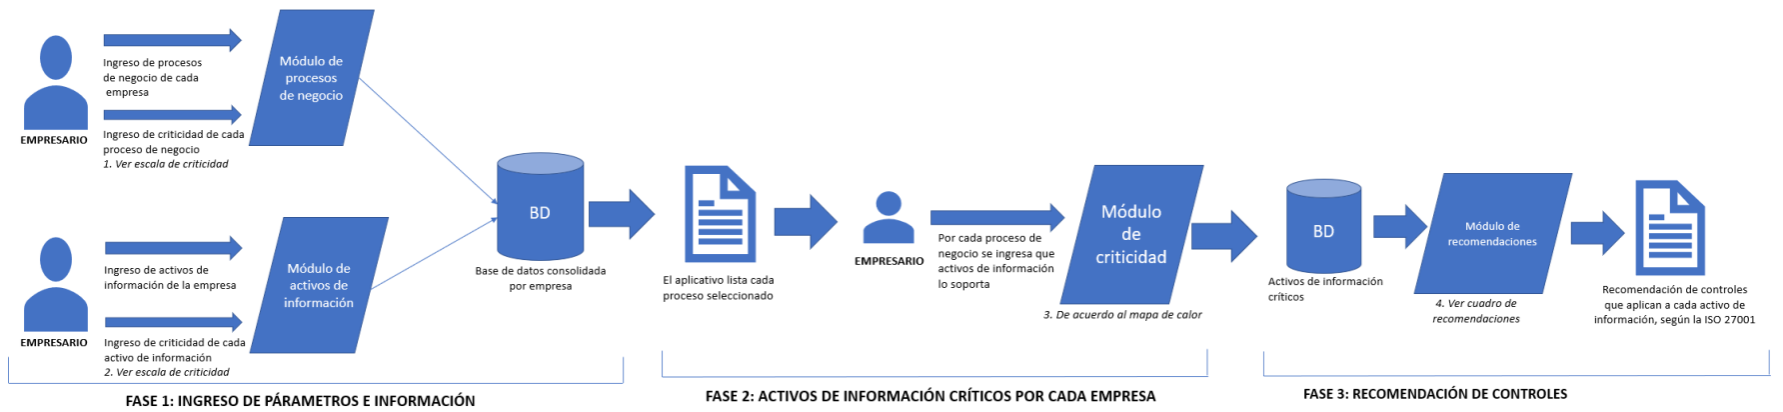 Ingreso de procesos
de negocio de cada
empresa
EMPRESARIO
Ingreso de criticidad de cada
proceso de negocio
1. Ver escala de criticidad
Módulo de
procesos
de negocio
Ingreso de activos de
información de la empresa
EMPRESARIO
Ingreso de criticidad de cada
activo de información
2. Ver escala de criticidad
Módulo de
activos de
información
BD
Base de datos consolidada
por empresa
FASE 1: INGRESO DE PÁRAMETROS E INFORMACIÓN
El aplicativo lista cada
proceso seleccionado
EMPRESARIO
Por cada proceso de
negocio se ingresa que
activos de información
lo soporta
Módulo
de
criticidad
3. De acuerdo al mapa de calor
FASE 2: ACTIVOS DE INFORMACIÓN CRÍTICOS POR CADA EMPRESA
BD
Activos de información
críticos
Módulo de
recomendaciones
4. Ver cuadro de
recomendaciones
Recomendación de controles
que aplican a cada activo de
información, según la ISO 27001
FASE 3: RECOMENDACIÓN DE CONTROLES